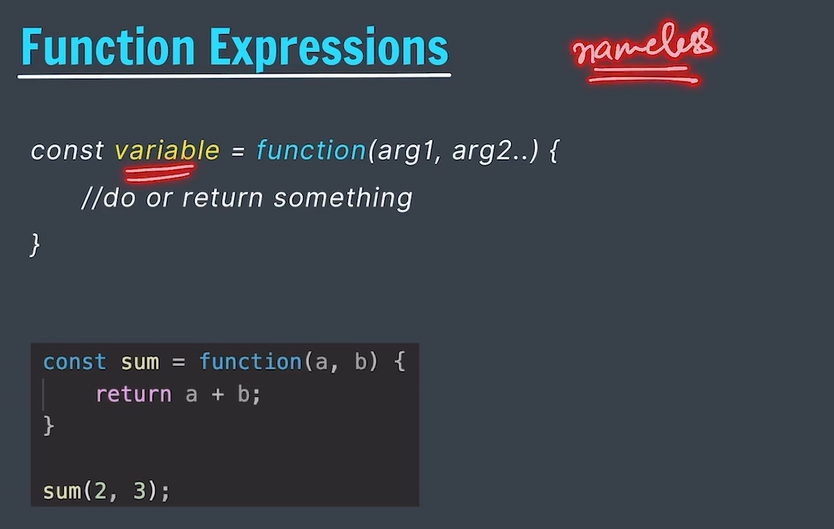 Function Expressions
nameless
const variable = function(arg1, arg2..) {
//do or return something
}
const sum = function(a, b) {
return a + b;
}
sum(2, 3);